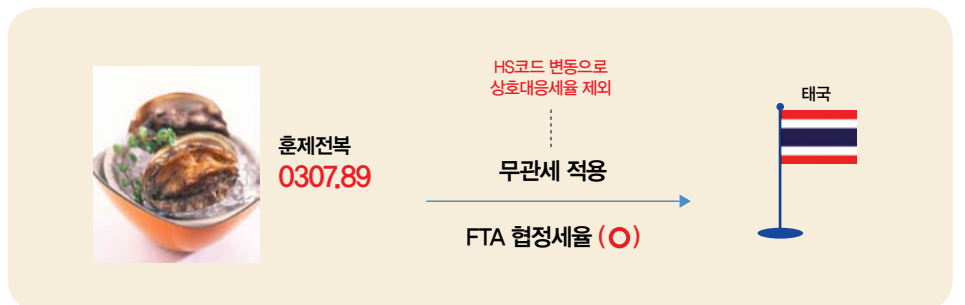 HS코드 변동으로
상호대응세율 제외
태국
훈제전복
0307.89
무관세 적용
FTA 협정세율 (O)